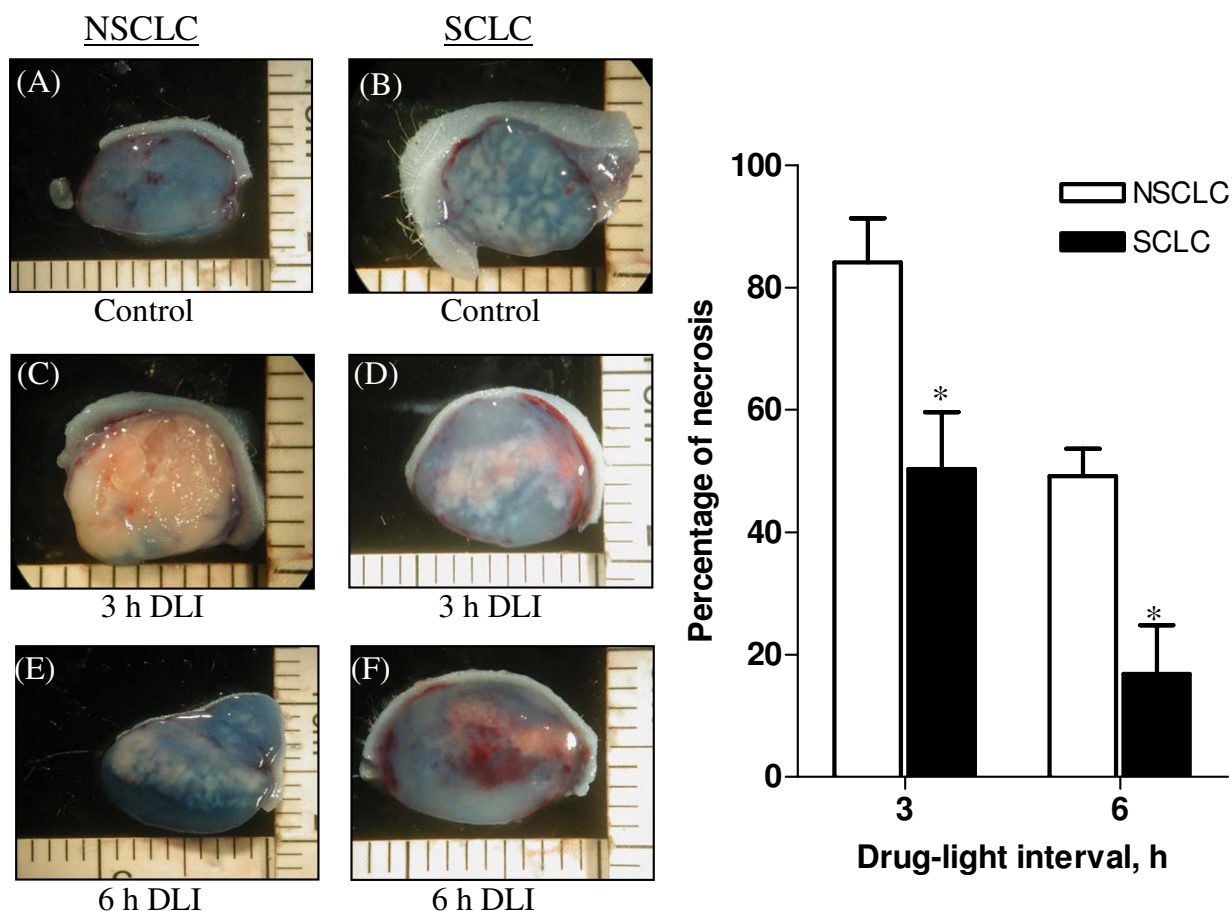 NSCLC
SCLC
(A)
(B)
Control
Control
(C)
(D)
3 h DLI
3 h DLI
(E)
(F)
6 h DLI
6 h DLI
NSCLC
SCLC
Percentage of necrosis
100
80
60
40
20
0
*
*
3
6
Drug-light interval, h